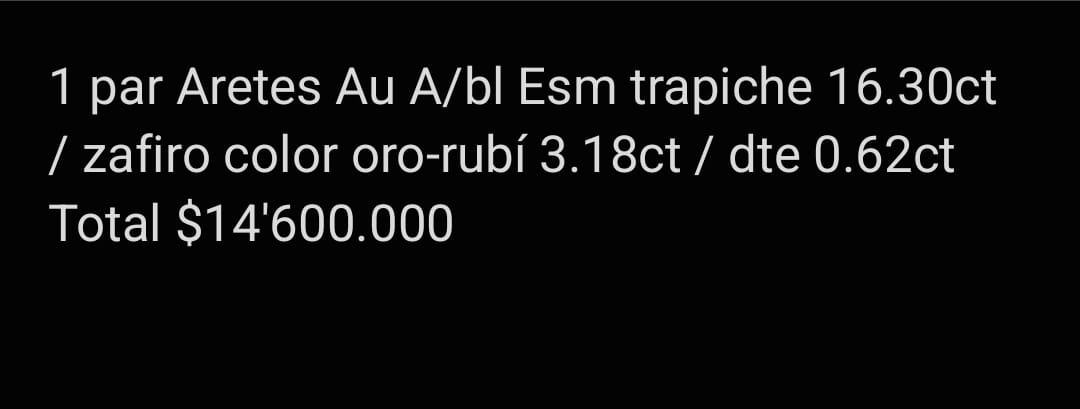 1 par Aretes Au A/bl Esm trapiche 16.30ct
/ zafiro color oro-rubí 3.18ct / dte 0.62ct
Total $14'600.000